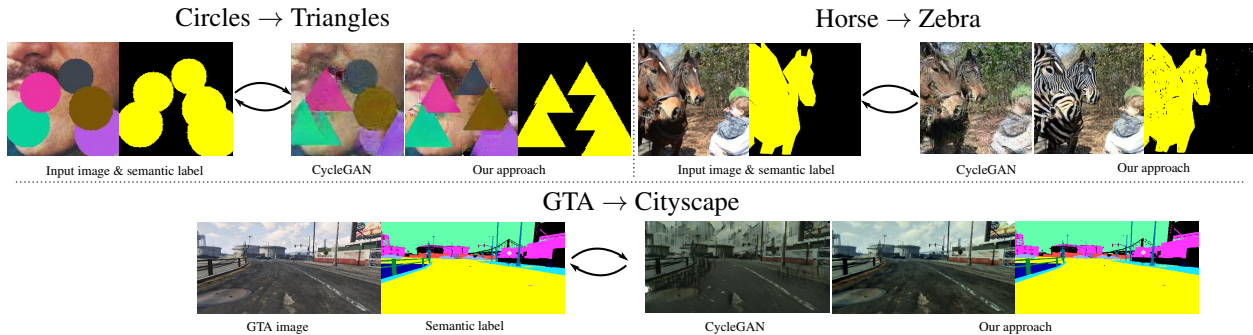 Circles → Triangles
Horse → Zebra
Input image & semantic label
CycleGAN
Our approach
Input image & semantic label
CycleGAN
Our approach
GTA → Cityscape
GTA image
Semantic label
CycleGAN
Our approach